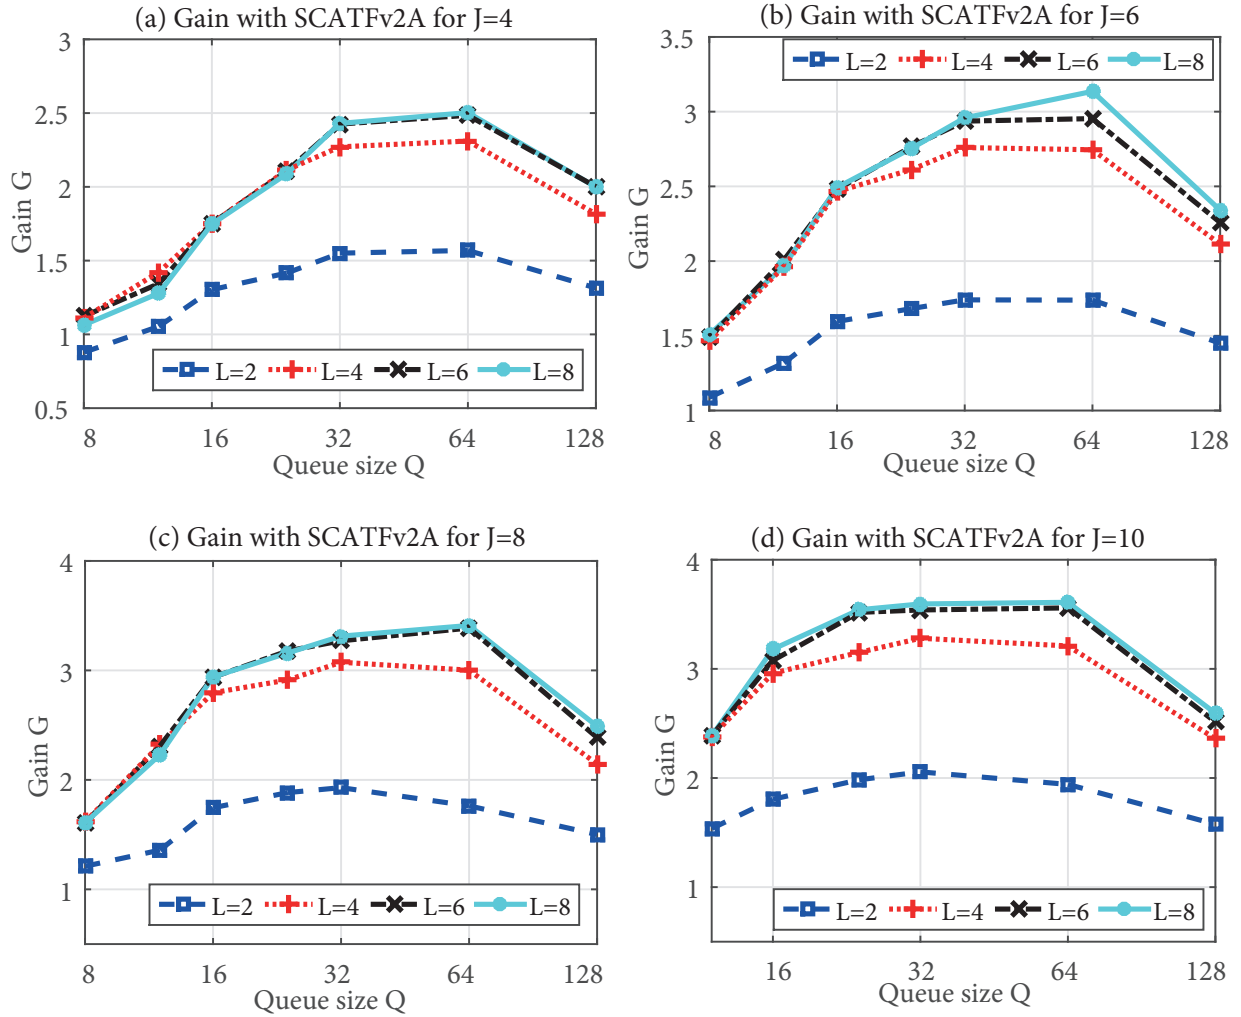 (a) Gain with SCATFv2A for J=4
3
2.5
2
1.5
1
0.5
Gain G
L=2 L=4 L=6 L=8
8 16 32 64 128
Queue size Q
(b) Gain with SCATFv2A for J=6
3.5
3
2.5
2
1.5
1
Gain G
L=2 L=4 L=6 L=8
8 16 32 64 128
Queue size Q
(c) Gain with SCATFv2A for J=8
4
3
2
1
Gain G
L=2 L=4 L=6 L=8
8 16 32 64 128
Queue size Q
(d) Gain with SCATFv2A for J=10
4
3
2
1
Gain G
L=2 L=4 L=6 L=8
16 32 64 128
Queue size Q